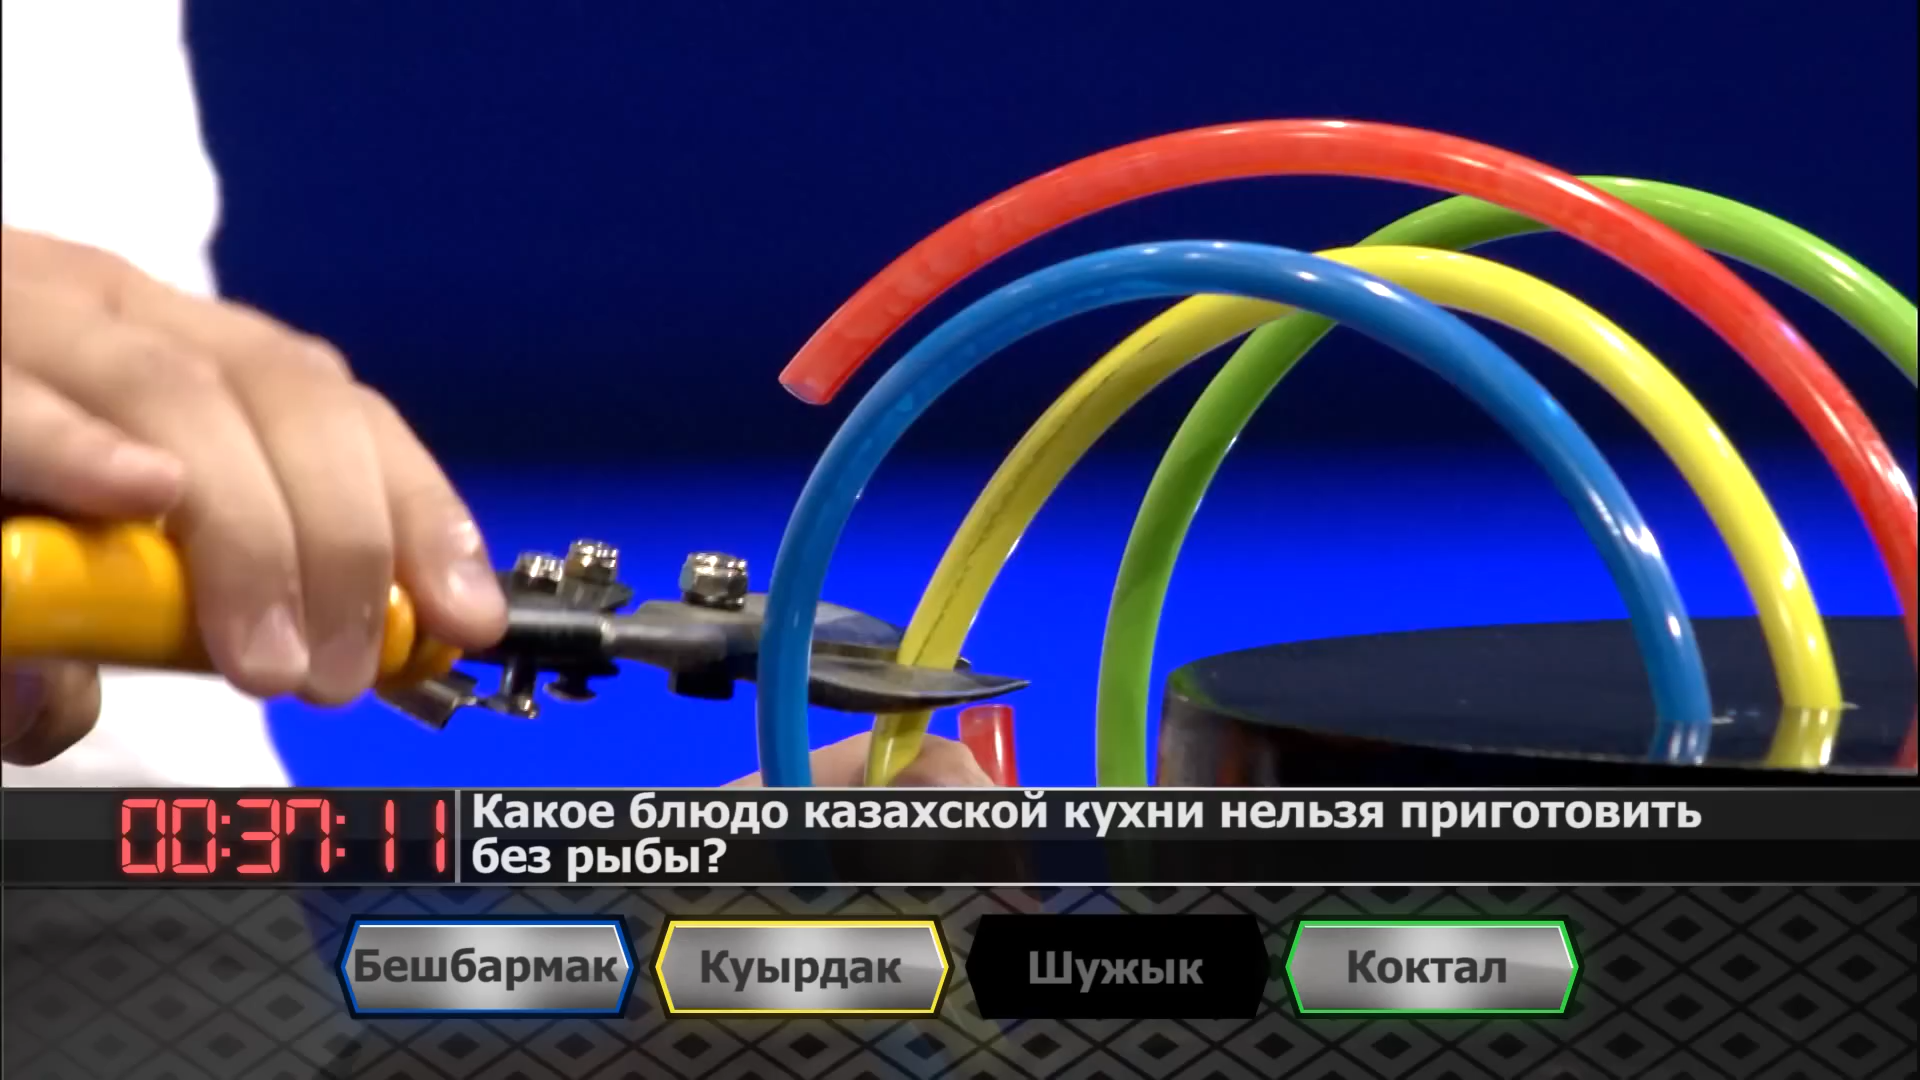 00:37:11
Какое блюдо казахской кухни нельзя приготовить
без рыбы?
Бешбармак
Куырдак
Шужык
Коктал